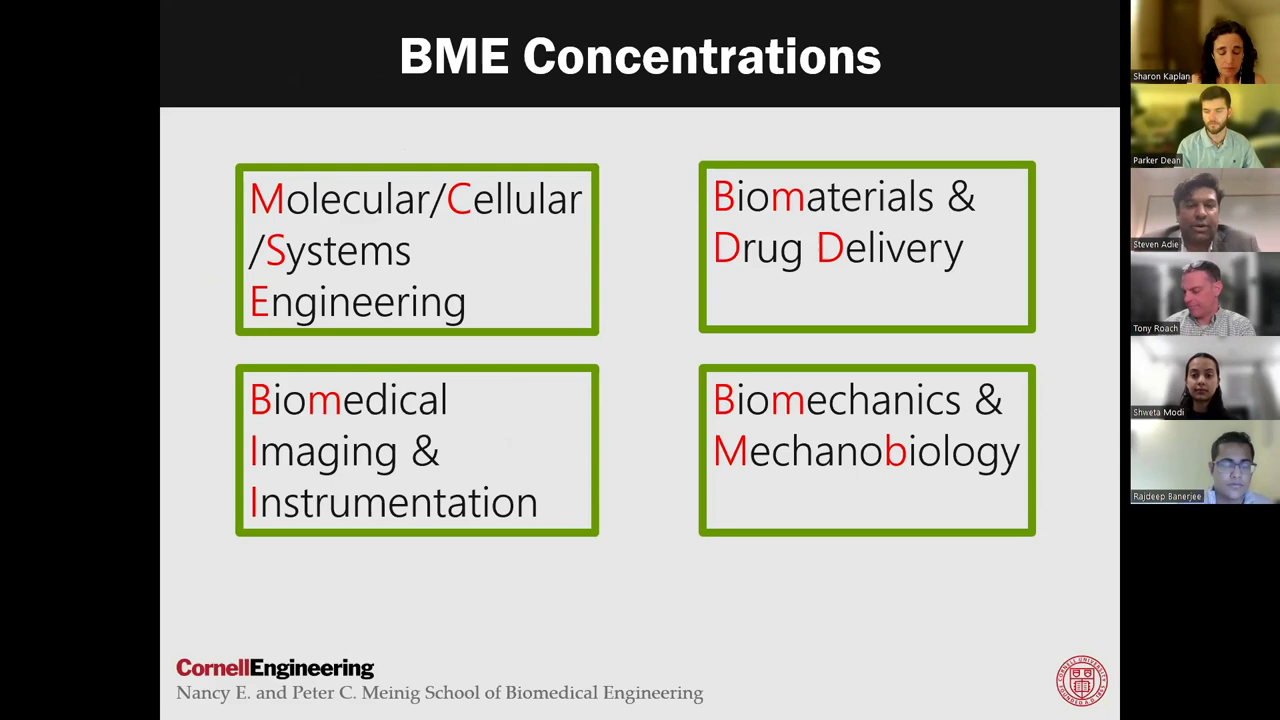 BME Concentrations
Molecular/Cellular
/Systems
Engineering
Biomaterials &
Drug Delivery
Biomedical
Imaging &
Instrumentation
Biomechanics &
Mechanobiology
CornellEngineering
Nancy E. and Peter C. Meinig School of Biomedical Engineering
Sharon Kaplan
Parker Dean
Steven Adie
Tony Roach
Shweta Modi
Rajdeep Banerjee